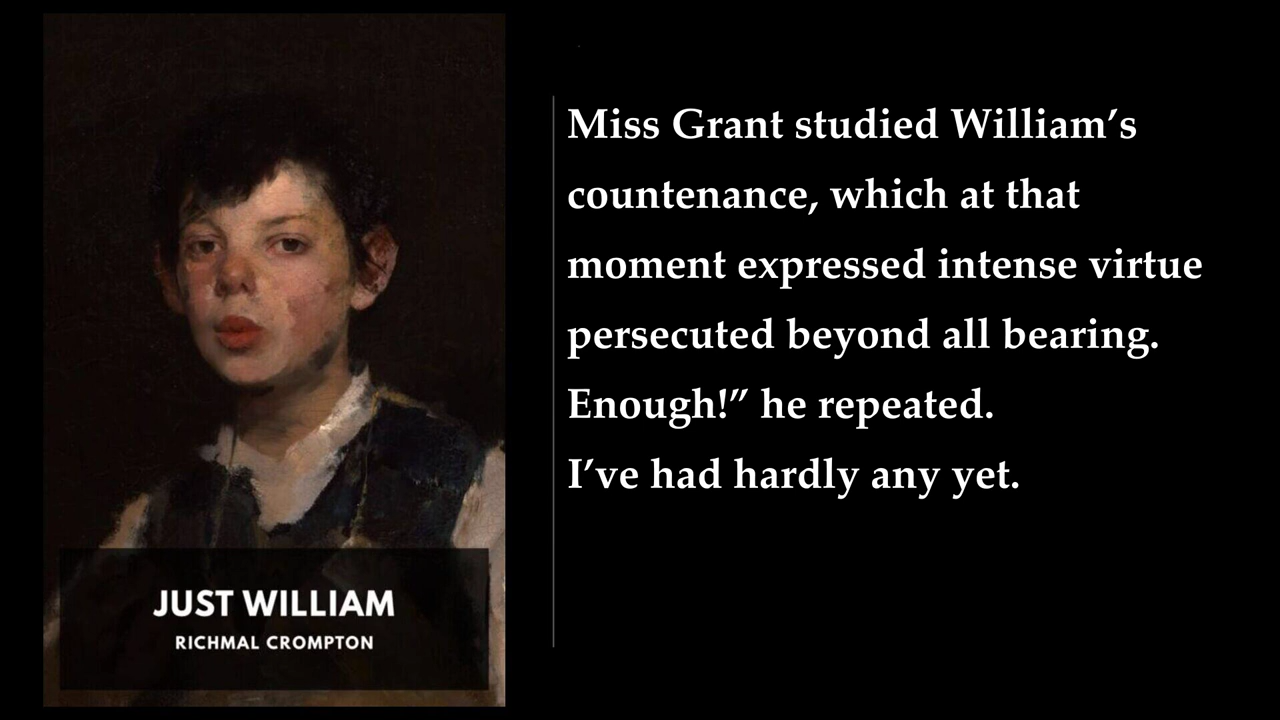 Miss Grant studied William’s
countenance, which at that
moment expressed intense virtue
persecuted beyond all bearing.
Enough!” he repeated.
I’ve had hardly any yet.
JUST WILLIAM
RICHMAL CROMPTON